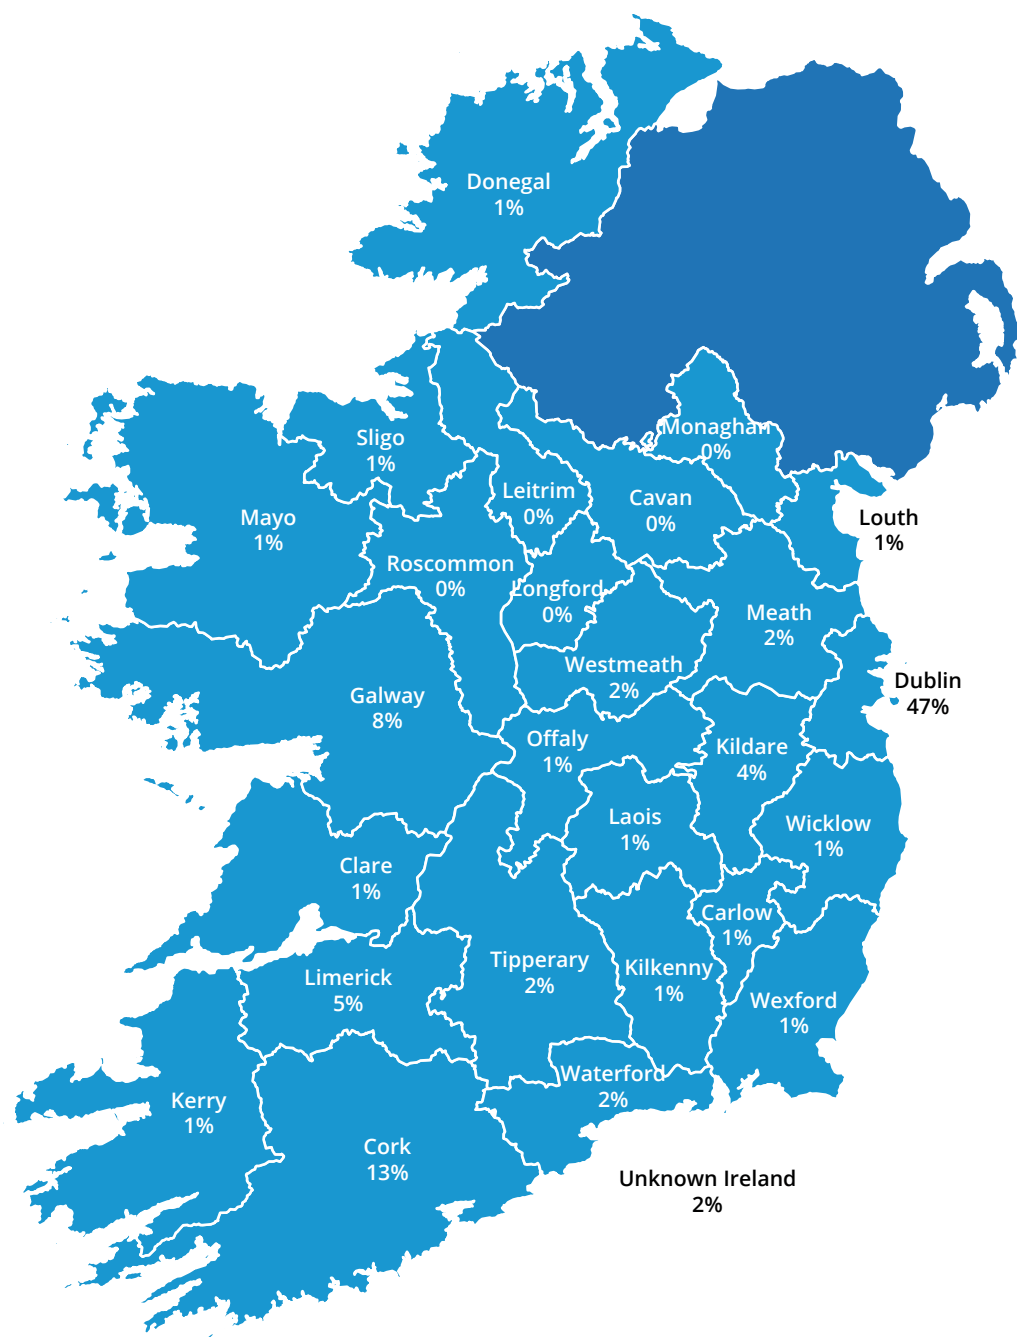 Donegal
1%
Monaghan
0%
Sligo
1%
Leitrim
0%
Cavan
0%
Mayo
1%
Louth
1%
Roscommon
0%
Longford
0%
Meath
2%
Westmeath
2%
Dublin
47%
Galway
8%
Offaly
1%
Kildare
4%
Laois
1%
Wicklow
1%
Clare
1%
Carlow
1%
Tipperary
2%
Kilkenny
1%
Limerick
5%
Wexford
1%
Waterford
2%
Kerry
1%
Cork
13%
Unknown Ireland
2%